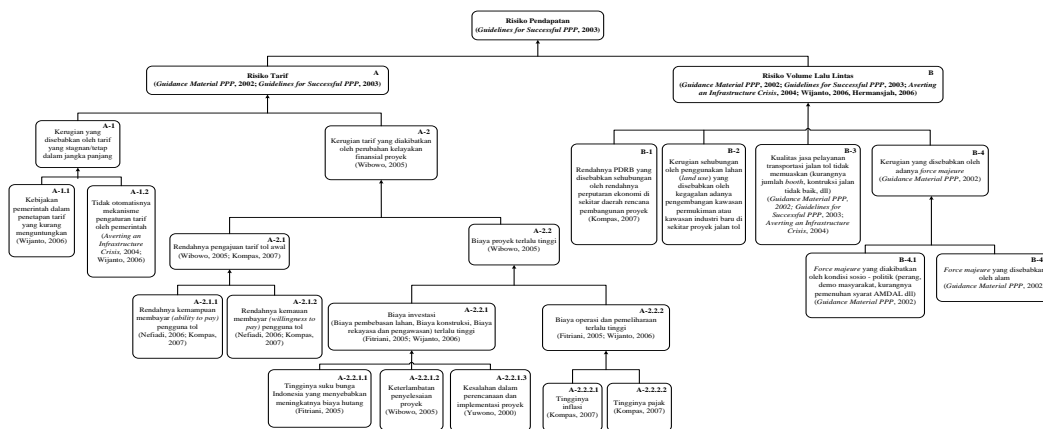 Risiko Pendapatan
(Guidelines for Successful PPP, 2003)
A
Risiko Tarif
(Guidance Material PPP, 2002; Guidelines for Successful PPP, 2003)
B
Risiko Volume Lalu Lintas
(Guidance Material PPP, 2002; Guidelines for Successful PPP, 2003; Averting
an Infrastructure Crisis, 2004; Wijanto, 2006, Hermansjah, 2006)
A-1
Kerugian yang
disebabkan oleh tarif
yang stagnan/tetap
dalam jangka panjang
A-2
Kerugian tarif yang diakibatkan
oleh perubahan kelayakan
finansial proyek
(Wibowo, 2005)
B-1
Rendahnya PDRB yang
disebabkan sehubungan
oleh rendahnya
perputaran ekonomi di
sekitar daerah rencana
pembangunan proyek
(Kompas, 2007)
B-2
Kerugian sehubungan
oleh penggunaan lahan
(land use) yang
disebabkan oleh
kegagalan adanya
pengembangan kawasan
permukiman atau
kawasan industri baru di
sekitar proyek jalan tol
B-3
Kualitas jasa pelayanan
transportasi jalan tol tidak
memuaskan (kurangnya
jumlah booth, kontruksi jalan
tidak baik, dll)
(Guidance Material PPP,
2002; Guidelines for
Successful PPP, 2003;
Averting an Infrastructure
Crisis, 2004)
B-4
Kerugian yang disebabkan oleh
adanya force majeure
(Guidance Material PPP,
2002)
A-1.1
Kebijakan
pemerintah dalam
penetapan tarif
yang kurang
menguntungkan
(Wijanto, 2006)
A-1.2
Tidak otomatisnya
mekanisme
pengaturan tarif
oleh pemerintah
(Averting an
Infrastructure
Crisis, 2004;
Wijanto, 2006)
A-2.1
Rendahnya pengajuan tarif tol awal
(Wibowo, 2005; Kompas, 2007)
A-2.2
Biaya proyek terlalu tinggi
(Wibowo, 2005)
B-4.1
Force majeure yang diakibatkan
oleh kondisi sosio - politik (perang,
demo masyarakat, kurangnya
pemenuhan syarat AMDAL dll)
(Guidance Material PPP, 2002)
B-4
Force majeure yang disebabkan
oleh alam
(Guidance Material PPP, 2002)
A-2.1.1
Rendahnya kemampuan
membayar (ability to pay)
pengguna tol
(Nefiadi, 2006; Kompas,
2007)
A-2.1.2
Rendahnya kemauan
membayar (willingness to
pay) pengguna tol
(Nefiadi, 2006; Kompas,
2007)
A-2.2.1
Biaya investasi
(Biaya pembebasan lahan, Biaya konstruksi, Biaya
rekayasa dan pengawasan) terlalu tinggi
(Fitriani, 2005; Wijanto, 2006)
A-2.2.2
Biaya operasi dan pemeliharaan
terlalu tinggi
(Fitriani, 2005; Wijanto, 2006)
A-2.2.1.1
Tingginya suku bunga
Indonesia yang menyebabkan
meningkatnya biaya hutang
(Fitriani, 2005)
A-2.2.1.2
Keterlambatan
penyelesaian
proyek
(Wibowo, 2005)
A-2.2.1.3
Kesalahan dalam
perencanaan dan
implementasi proyek
(Yuwono, 2000)
A-2.2.2.1
Tingginya
inflasi
(Kompas, 2007)
A-2.2.2.2
Tingginya pajak
(Kompas, 2007)